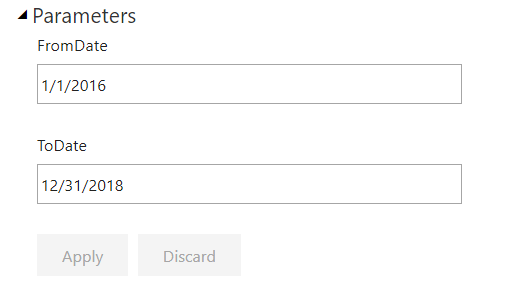 Parameters
FromDate
1/1/2016
ToDate
12/31/2018
Apply Discard